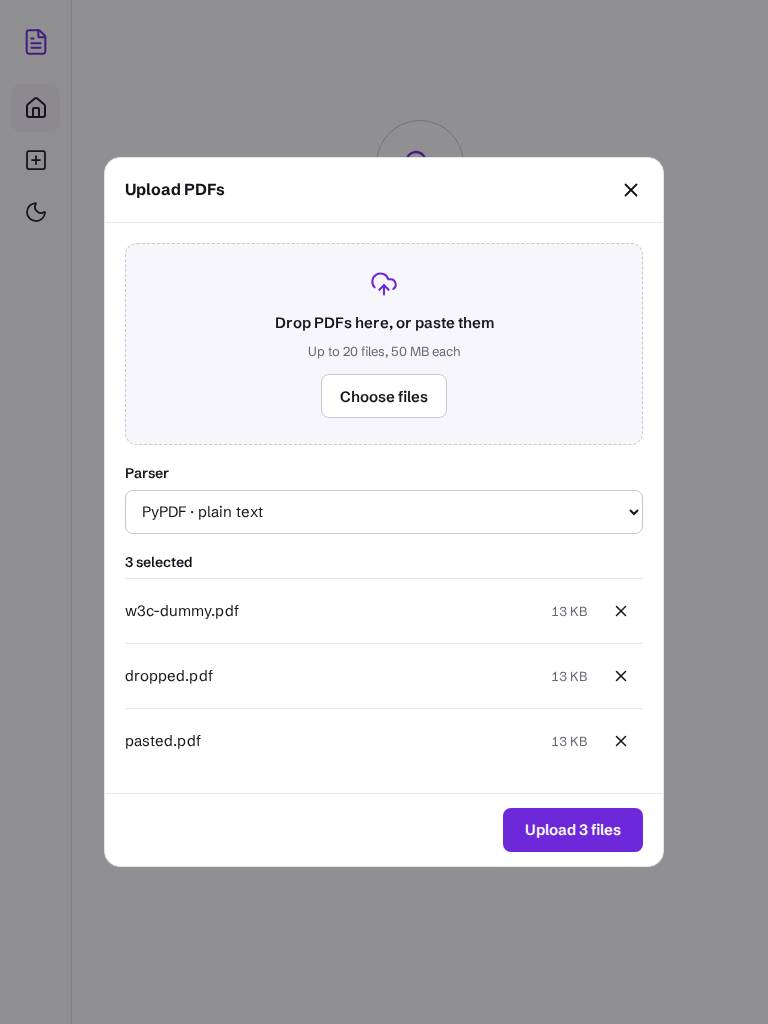 Upload PDFs
Drop PDFs here, or paste them
Up to 20 files, 50 MB each
Choose files
Parser
PyPDF · plain text
3 selected
w3c-dummy.pdf 13 KB
dropped.pdf 13 KB
pasted.pdf 13 KB
Upload 3 files